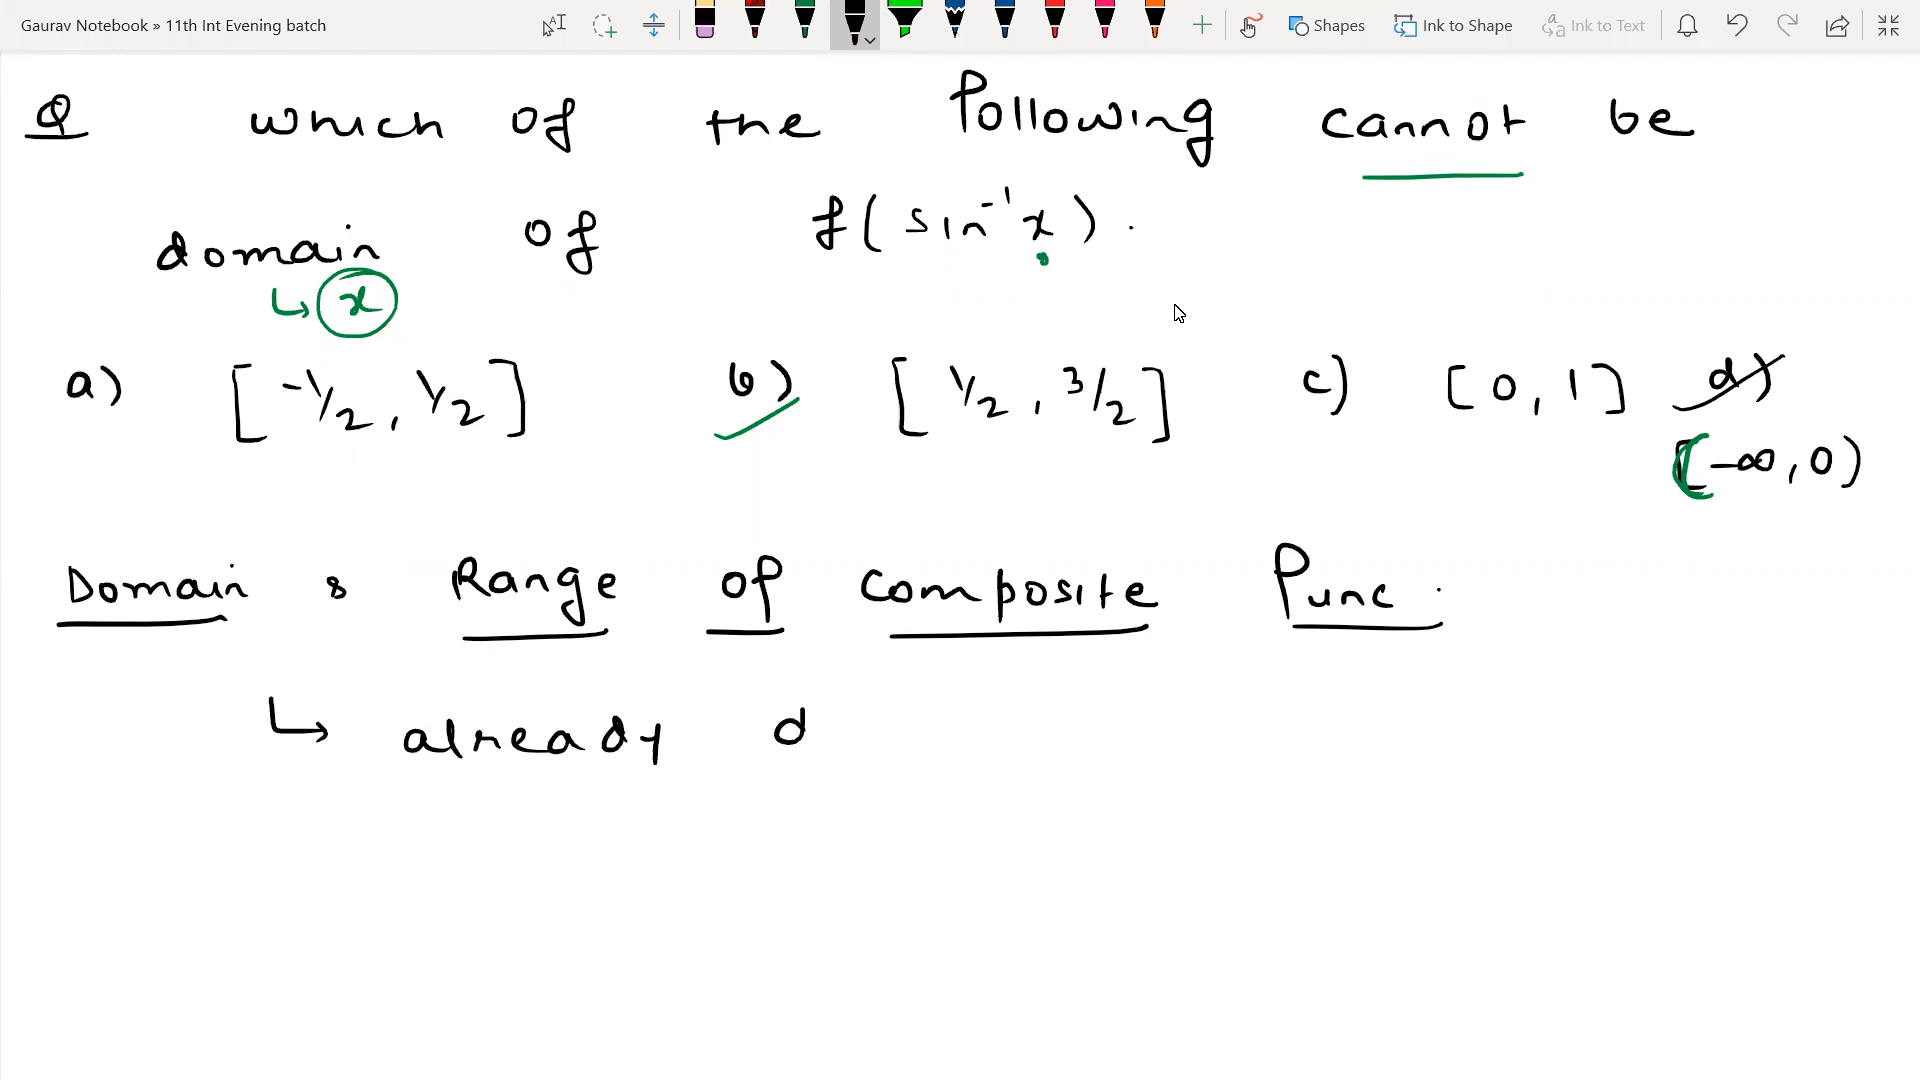 Gaurav Notebook » 11th Int Evening batch
Shapes Ink to Shape Ink to Text
Q which of the following cannot be
domain of f(sin⁻¹x).
↳ x
a) [-1/2, 1/2] b) [1/2, 3/2] c) [0, 1] d)
(-∞, 0)
Domain & Range of composite Func.
↳ already d